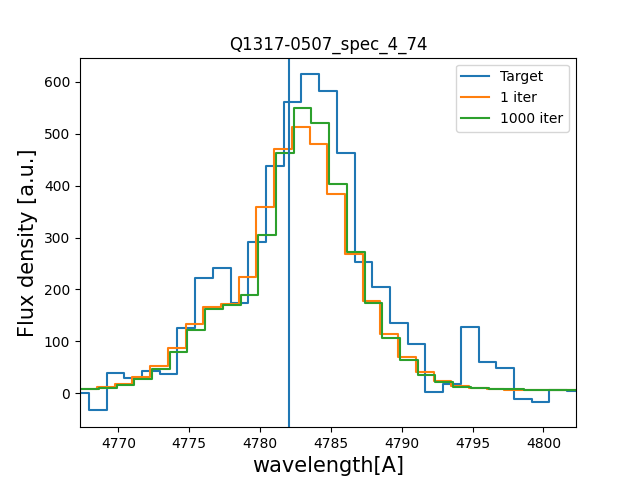 Q1317-0507_spec_4_74
Target
1 iter
1000 iter
600
500
400
300
200
100
0
Flux density [a.u.]
4770 4775 4780 4785 4790 4795 4800
wavelength[A]